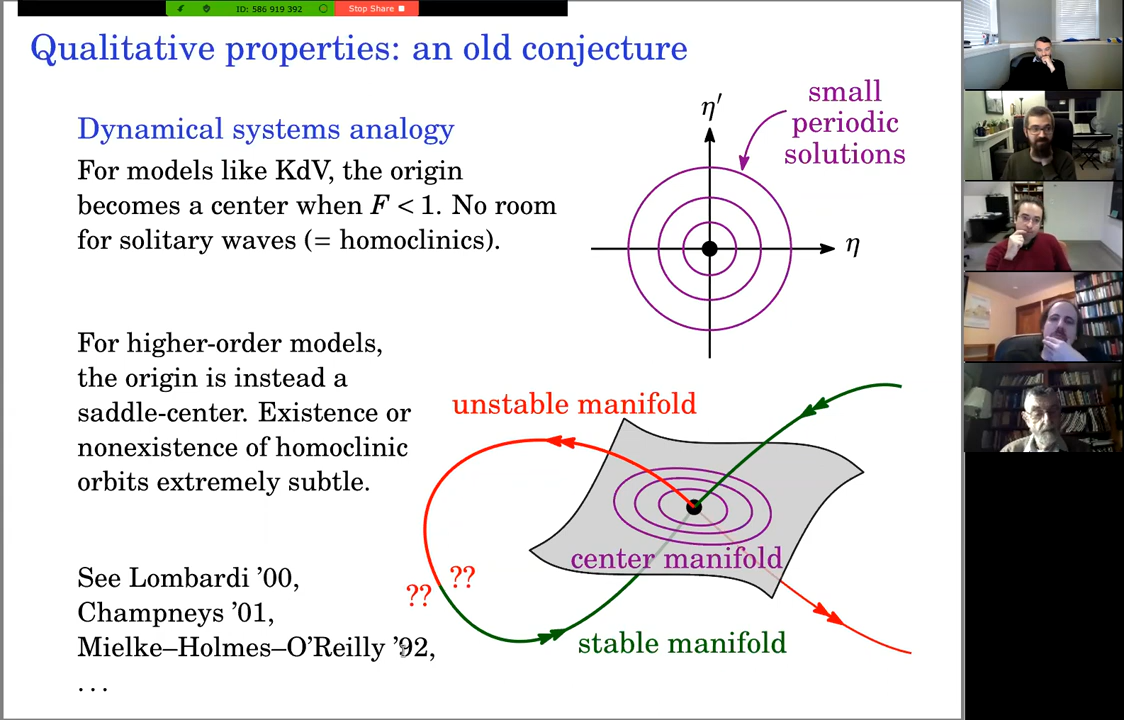 ID: 586 919 392
Stop Share
Qualitative properties: an old conjecture
Dynamical systems analogy
For models like KdV, the origin
becomes a center when F < 1. No room
for solitary waves (= homoclinics).
η′
small
periodic
solutions
η
For higher-order models,
the origin is instead a
saddle-center. Existence or
nonexistence of homoclinic
orbits extremely subtle.
unstable manifold
center manifold
??
??
stable manifold
See Lombardi ’00,
Champneys ’01,
Mielke–Holmes–O’Reilly ’92,
...